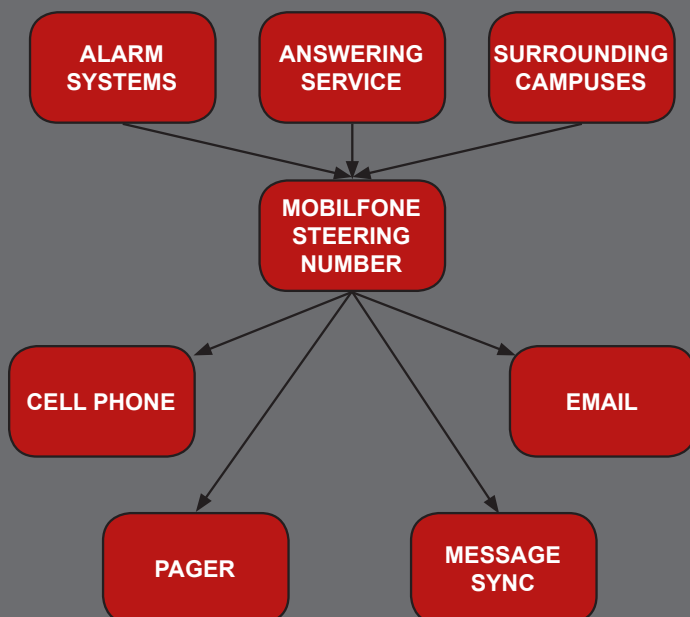 ALARM
SYSTEMS
ANSWERING
SERVICE
SURROUNDING
CAMPUSES
MOBILFONE
STEERING
NUMBER
CELL PHONE
EMAIL
PAGER
MESSAGE
SYNC